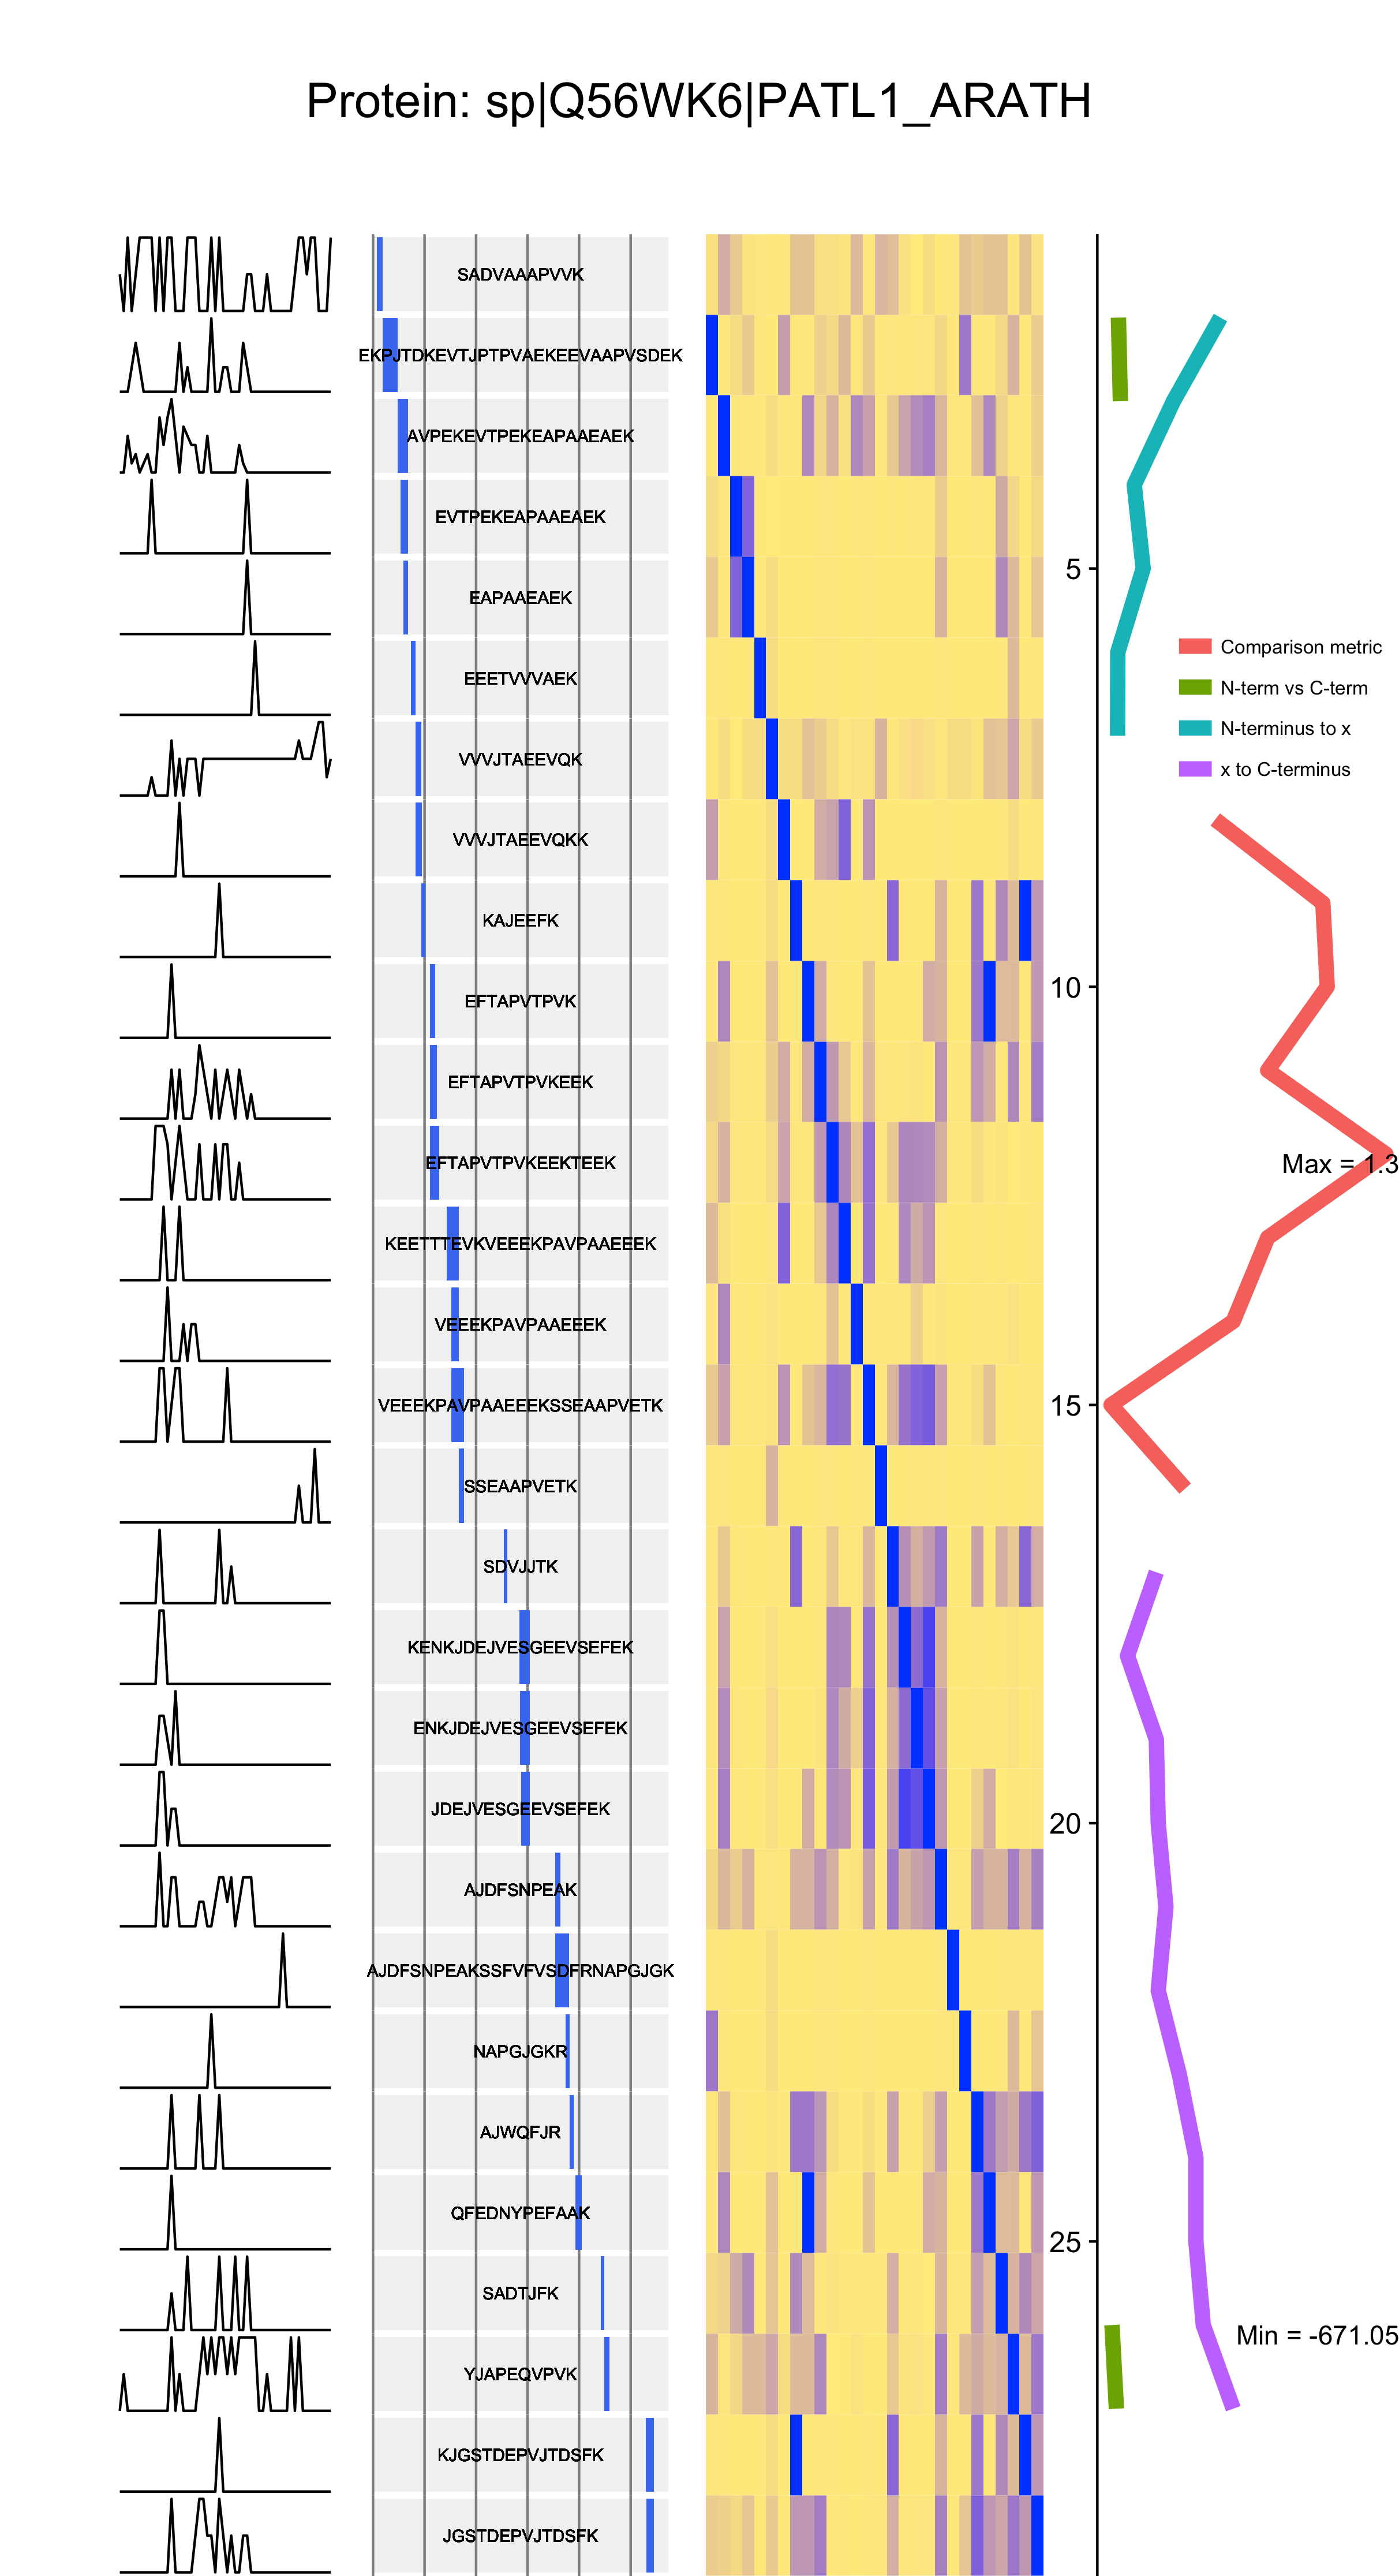 Protein: sp|Q56WK6|PATL1_ARATH
SADVAAAPVVK
EKPJTDKEVTJPTPVAEKEEVAAPVSDEK
AVPEKEVTPEKEAPAAEAEK
EVTPEKEAPAAEAEK
5
EAPAAEAEK
Comparison metric
EEETVVVAEK
N-term vs C-term
N-terminus to x
VVVJTAEEVQK
x to C-terminus
VVVJTAEEVQKK
KAJEEFK
10
EFTAPVTPVK
EFTAPVTPVKEEK
EFTAPVTPVKEEKTEEK
Max = 1.3
KEETTTEVKVEEEKPAVPAAEEEK
VEEEKPAVPAAEEEK
15
VEEEKPAVPAAEEEKSSEAAPVETK
SSEAAPVETK
SDVJJTK
KENKJDEJVESGEEVSEFEK
ENKJDEJVESGEEVSEFEK
JDEJVESGEEVSEFEK
20
AJDFSNPEAK
AJDFSNPEAKSSFVFVSDFRNAPGJGK
NAPGJGKR
AJWQFJR
QFEDNYPEFAAK
25
SADTJFK
Min = -671.05
YJAPEQVPVK
KJGSTDEPVJTDSFK
JGSTDEPVJTDSFK